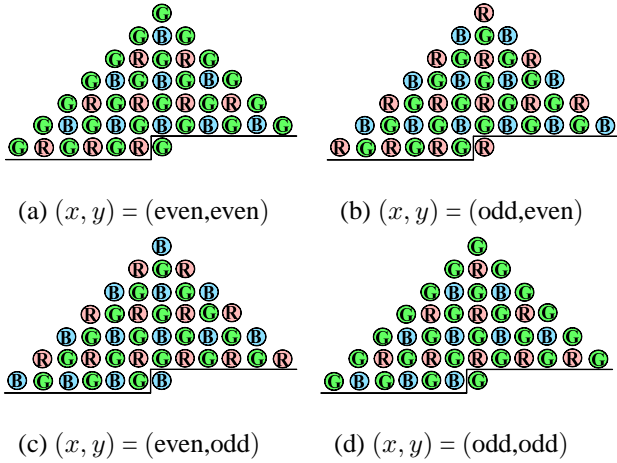 G
G B G
G R G R G
G B G B G B G
G R G R G R G R G
G B G B G B G B G B G
G R G R G R G
(a) (x, y) = (even,even)
R
B G B
R G R G R
B G B G B G B
R G R G R G R G R
B G B G B G B G B G B
R G R G R G R
(b) (x, y) = (odd,even)
B
R G R
B G B G B
R G R G R G R
B G B G B G B G B
R G R G R G R G R G R
B G B G B G B
(c) (x, y) = (even,odd)
G
G R G
G B G B G
G R G R G R G
G B G B G B G B G
G R G R G R G R G R G
G B G B G B G
(d) (x, y) = (odd,odd)